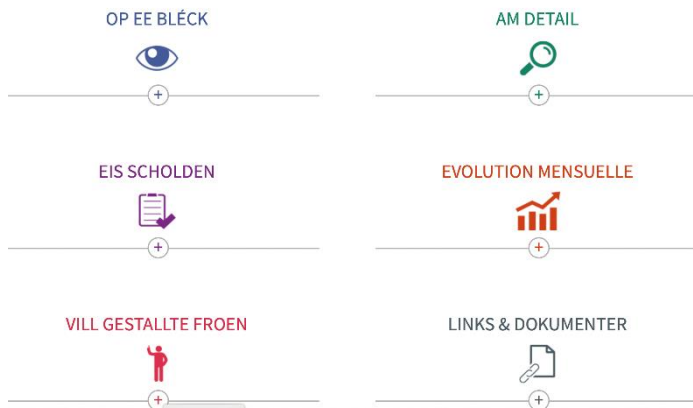 OP EE BLÉCK
AM DETAIL
+
+
EIS SCHOLDEN
EVOLUTION MENSUELLE
+
+
VILL GESTALLTE FROEN
LINKS & DOKUMENTER
+
+